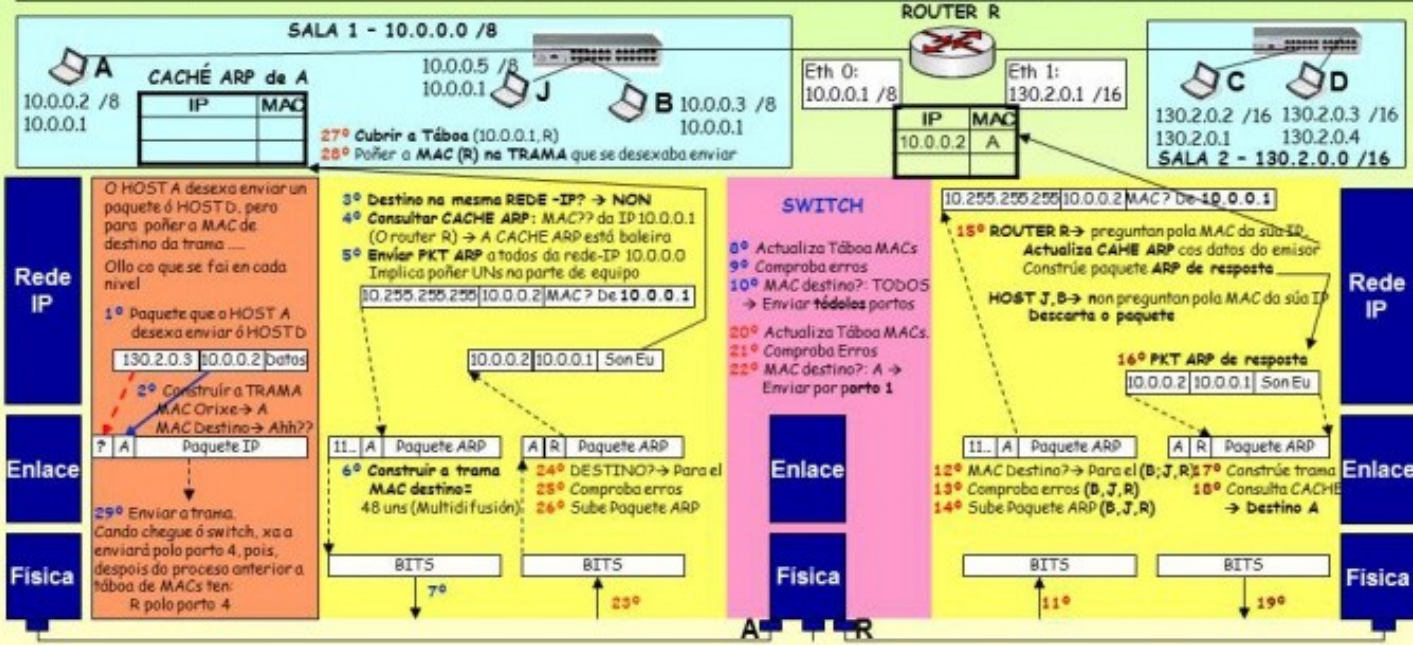 ROUTER R
SALA 1 - 10.0.0.0 /8
A
10.0.0.2 /8
10.0.0.1
CACHÉ ARP de A
IP MAC
10.0.0.5 /8
10.0.0.1
J
B
10.0.0.3 /8
10.0.0.1
27º Cubrir a Táboa (10.0.0.1,R)
28º Poñer a MAC (R) na TRAMA que se desexaba enviar
Eth 0:
10.0.0.1 /8
Eth 1:
130.2.0.1 /16
IP MAC
10.0.0.2 A
C
D
130.2.0.2 /16
130.2.0.1
130.2.0.3 /16
130.2.0.4
SALA 2 - 130.2.0.0 /16
Rede
IP
Enlace
Física
O HOST A desexa enviar un
paquete ó HOST D, pero
para poñer a MAC de
destino da trama ....
Ollo co que se fai en cada
nivel
1º Paquete que o HOST A
desexa enviar ó HOST D
130.2.0.3 10.0.0.2 Datos
2º Construír a TRAMA
MAC Orixe→ A
MAC Destino→ Ahh??
? A Paquete IP
29º Enviar a trama.
Cando chegue ó switch, xa a
enviará polo porto 4, pois,
despois do proceso anterior a
táboa de MACs ten:
R polo porto 4
3º Destino na mesma REDE -IP? → NON
4º Consultar CACHE ARP: MAC?? da IP 10.0.0.1
(O router R) → A CACHE ARP está baleira
5º Enviar PKT ARP a todos da rede-IP 10.0.0.0
Implica poñer UNs na parte de equipo
10.255.255.255 10.0.0.2 MAC? De 10.0.0.1
10.0.0.2 10.0.0.1 Son Eu
11... A Paquete ARP
6º Construir a trama
MAC destino=
48 uns (Multidifusión)
BITS
7º
A R Paquete ARP
24º DESTINO?→ Para el
25º Comproba erros
26º Sube Paquete ARP
BITS
23º
SWITCH
8º Actualiza Táboa MACs
9º Comproba erros
10º MAC destino?: TODOS
→ Enviar tódolos portos
20º Actualiza Táboa MACs.
21º Comproba Erros
22º MAC destino?: A →
Enviar por porto 1
Enlace
Física
A
R
10.255.255.255 10.0.0.2 MAC? De 10.0.0.1
15º ROUTER R→ preguntan pola MAC da súa IP,
Actualiza CAHE ARP cos datos do emisor
Constrúe paquete ARP de resposta
HOST J,B→ non preguntan pola MAC da súa IP
Descarta o paquete
16º PKT ARP de resposta
10.0.0.2 10.0.0.1 Son Eu
11... A Paquete ARP
12º MAC Destino?→ Para el (B,J,R)
13º Comproba erros (B,J,R)
14º Sube Paquete ARP (B,J,R)
BITS
11º
A R Paquete ARP
17º Constrúe trama
18º Consulta CACHE
→ Destino A
BITS
19º
Rede
IP
Enlace
Física